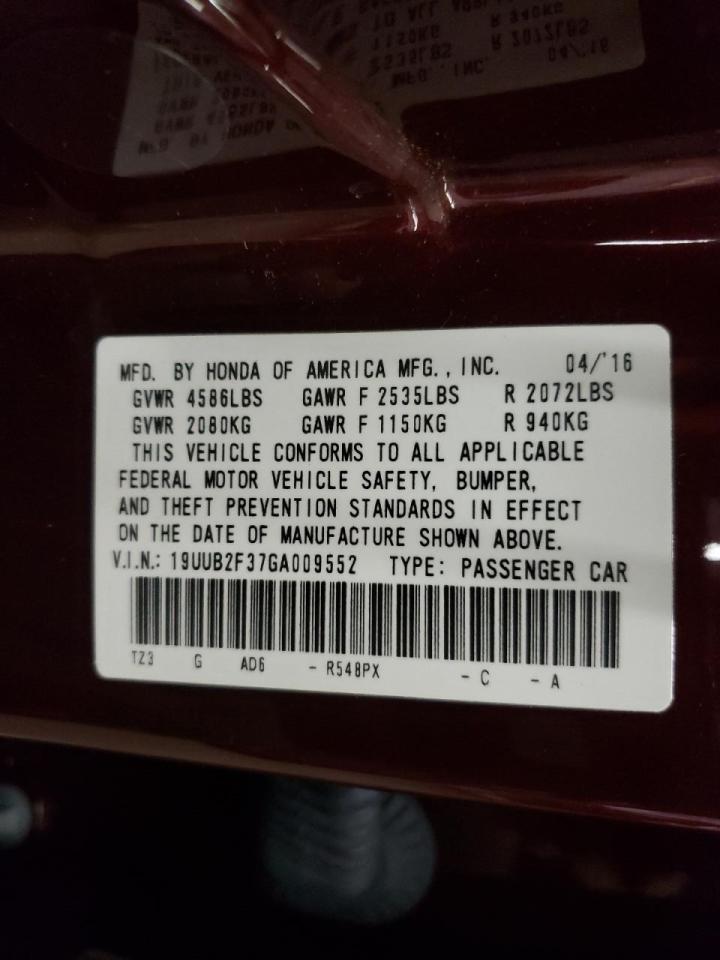 MFD. BY HONDA OF AMERICA MFG., INC. 04/'16
GVWR 4586LBS GAWR F 2535LBS R 2072LBS
GVWR 2080KG GAWR F 1150KG R 940KG
THIS VEHICLE CONFORMS TO ALL APPLICABLE
FEDERAL MOTOR VEHICLE SAFETY, BUMPER,
AND THEFT PREVENTION STANDARDS IN EFFECT
ON THE DATE OF MANUFACTURE SHOWN ABOVE.
V.I.N.: 19UUB2F37GA009552 TYPE: PASSENGER CAR
TZ3 G AD6 - R548PX - C - A